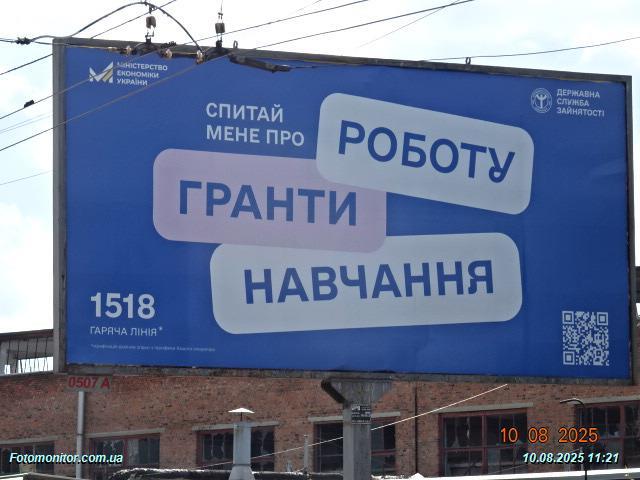 МІНІСТЕРСТВО
ЕКОНОМІКИ
УКРАЇНИ
ДЕРЖАВНА
СЛУЖБА
ЗАЙНЯТОСТІ
СПИТАЙ
МЕНЕ ПРО
РОБОТУ
ГРАНТИ
НАВЧАННЯ
1518
ГАРЯЧА ЛІНІЯ*
0507 A
10 08 2025
Fotomonitor.com.ua
10.08.2025 11:21